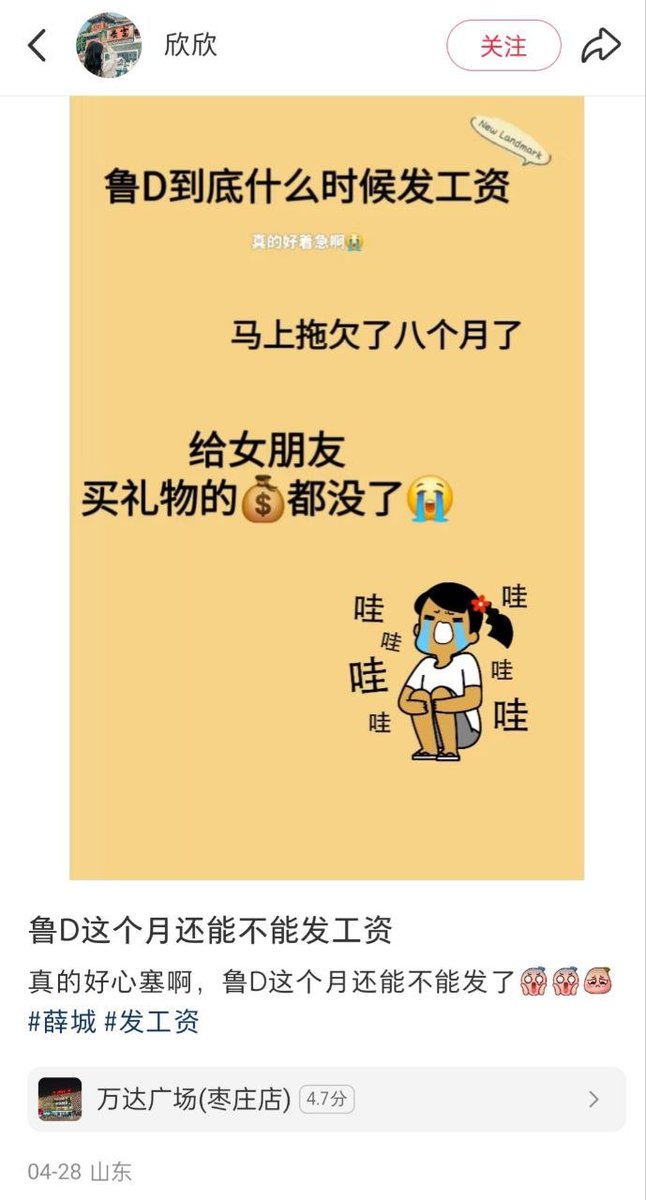 欣欣
关注
New Landmark
鲁D到底什么时候发工资
真的好着急啊😭
马上拖欠了八个月了
给女朋友
买礼物的💰都没了😭
哇
哇
哇
哇
哇
哇
哇
鲁D这个月还能不能发工资
真的好心塞啊，鲁D这个月还能不能发了
#薛城 #发工资
万达广场(枣庄店) 4.7分
04-28 山东